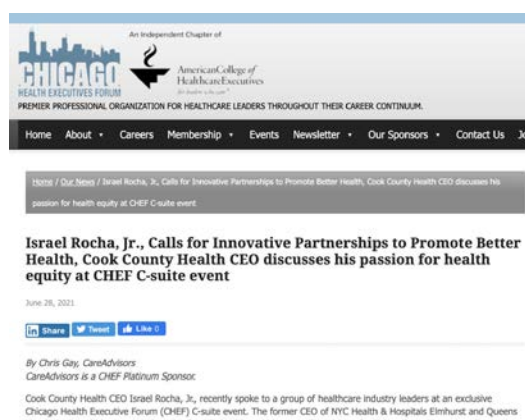 An Independent Chapter of
CHICAGO
HEALTH EXECUTIVES FORUM
American College of
Healthcare Executives
for leaders who care®
PREMIER PROFESSIONAL ORGANIZATION FOR HEALTHCARE LEADERS THROUGHOUT THEIR CAREER CONTINUUM.
Home About Careers Membership Events Newsletter Our Sponsors Contact Us Jo
Home / Our News / Israel Rocha, Jr., Calls for Innovative Partnerships to Promote Better Health, Cook County Health CEO discusses his
passion for health equity at CHEF C-suite event
Israel Rocha, Jr., Calls for Innovative Partnerships to Promote Better
Health, Cook County Health CEO discusses his passion for health
equity at CHEF C-suite event
June 28, 2021
in Share Tweet Like 0
By Chris Gay, CareAdvisors
CareAdvisors is a CHEF Platinum Sponsor.
Cook County Health CEO Israel Rocha, Jr., recently spoke to a group of healthcare industry leaders at an exclusive
Chicago Health Executive Forum (CHEF) C-suite event. The former CEO of NYC Health & Hospitals Elmhurst and Queens